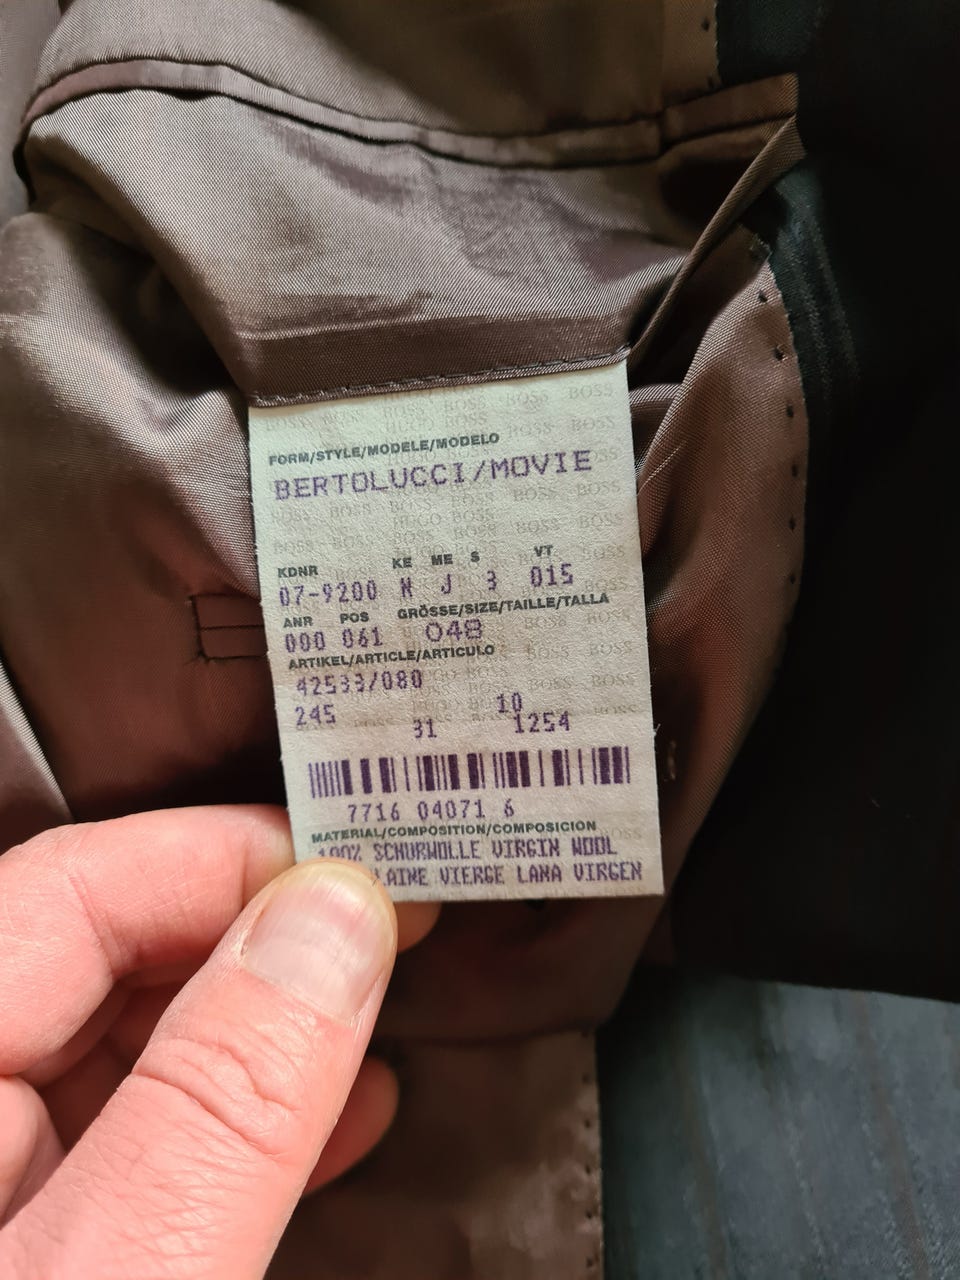 FORM/STYLE/MODELE/MODELO
BERTOLUCCI/MOVIE
KDNR KE ME S VT
07-9200 N J 3 015
ANR POS GRÖSSE/SIZE/TAILLE/TALLA
000 061 048
ARTIKEL/ARTICLE/ARTICULO
42533/080
245 10
31 1254
7716 04071 6
MATERIAL/COMPOSITION/COMPOSICION
100% SCHURWOLLE VIRGIN WOOL
LAINE VIERGE LANA VIRGEN